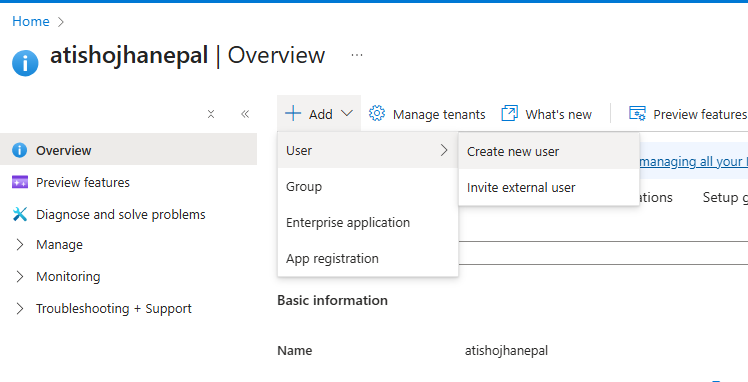 Home
atishojhanepal | Overview
Add
Manage tenants
What's new
Preview features
Overview
Preview features
Diagnose and solve problems
Manage
Monitoring
Troubleshooting + Support
User
Group
Enterprise application
App registration
Create new user
Invite external user
managing all your
Setup
Basic information
Name atishojhanepal